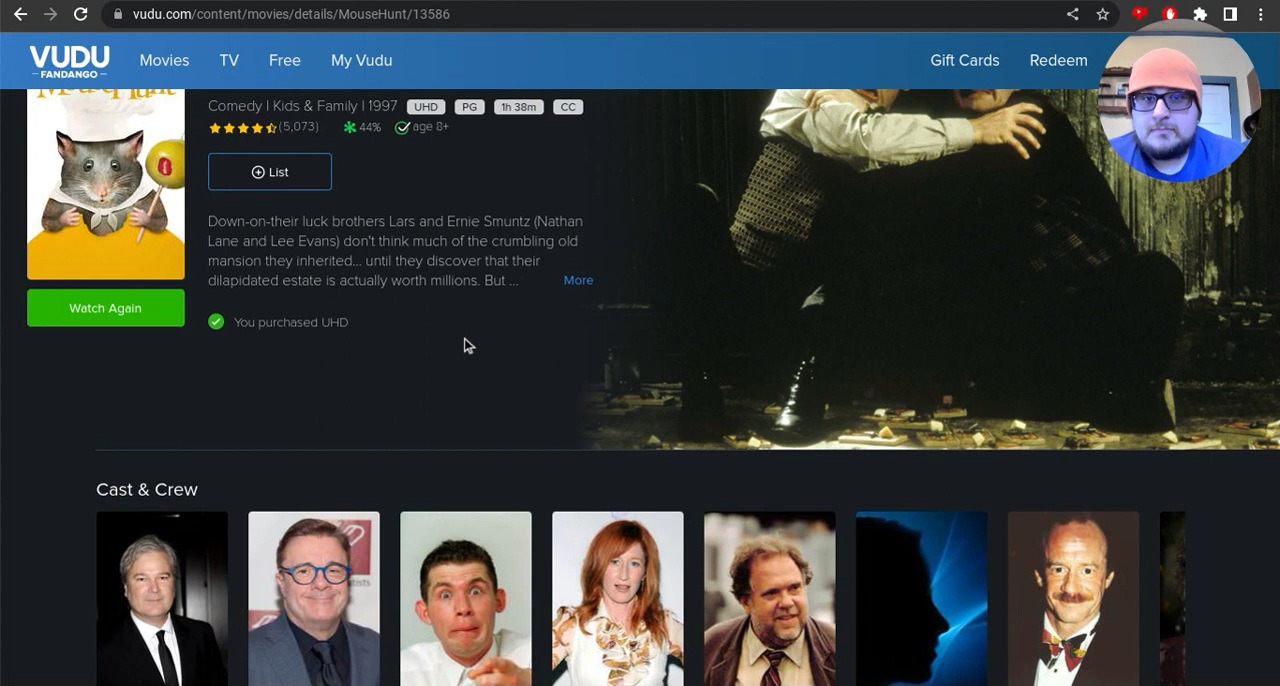 vudu.com/content/movies/details/MouseHunt/13586
VUDU
FANDANGO
Movies
TV
Free
My Vudu
Gift Cards
Redeem
Comedy | Kids & Family | 1997 UHD PG 1h 38m CC
(5,073) 44% age 8+
List
Down-on-their luck brothers Lars and Ernie Smuntz (Nathan
Lane and Lee Evans) don't think much of the crumbling old
mansion they inherited... until they discover that their
dilapidated estate is actually worth millions. But ... More
Watch Again
You purchased UHD
Cast & Crew